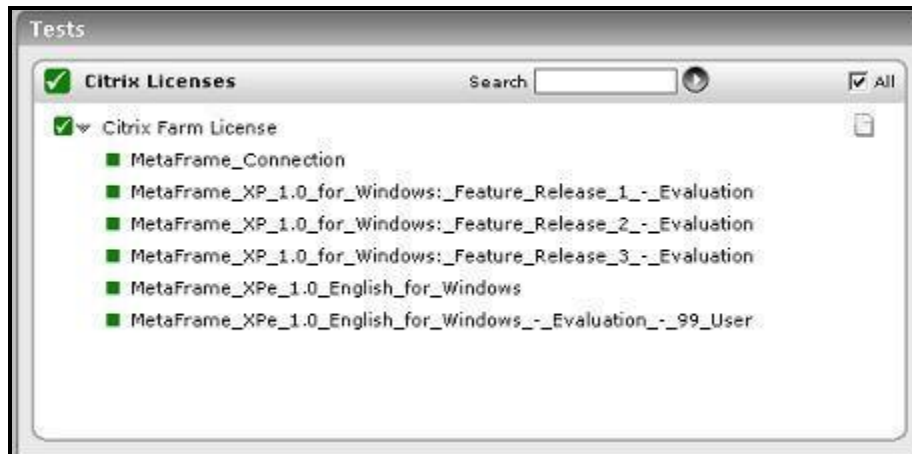 Tests
Citrix Licenses Search All
Citrix Farm License
MetaFrame_Connection
MetaFrame_XP_1.0_for_Windows:_Feature_Release_1_-_Evaluation
MetaFrame_XP_1.0_for_Windows:_Feature_Release_2_-_Evaluation
MetaFrame_XP_1.0_for_Windows:_Feature_Release_3_-_Evaluation
MetaFrame_XPe_1.0_English_for_Windows
MetaFrame_XPe_1.0_English_for_Windows_-_Evaluation_-_99_User